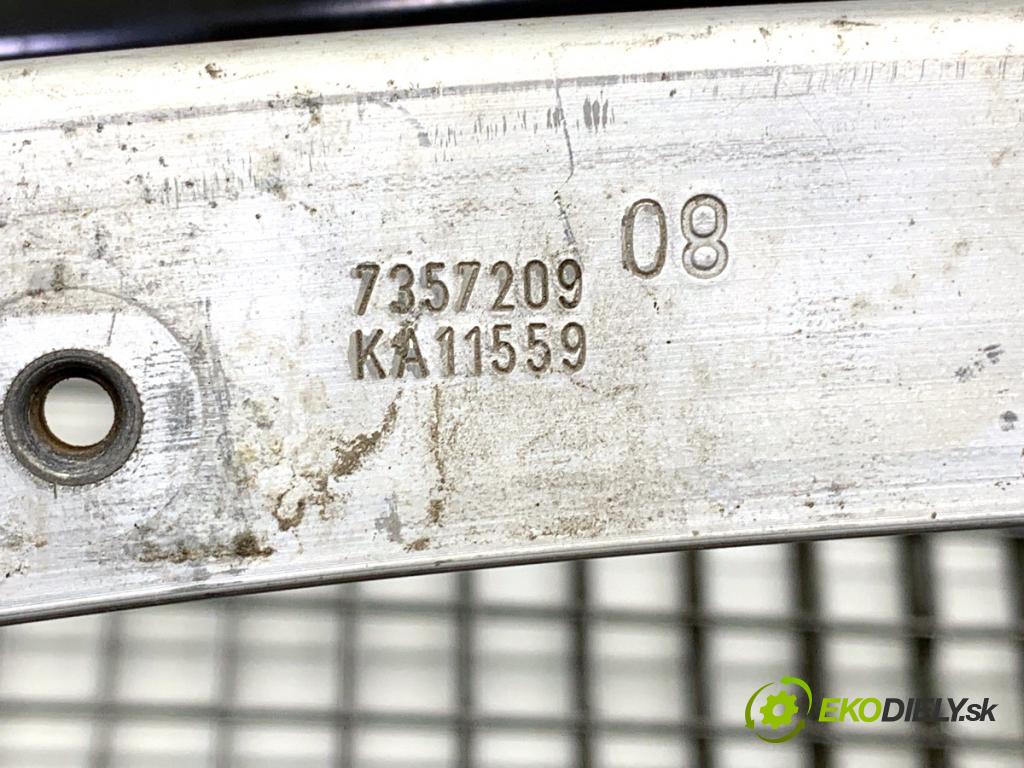 08
7357209
KA11559
EKODIELY.sk